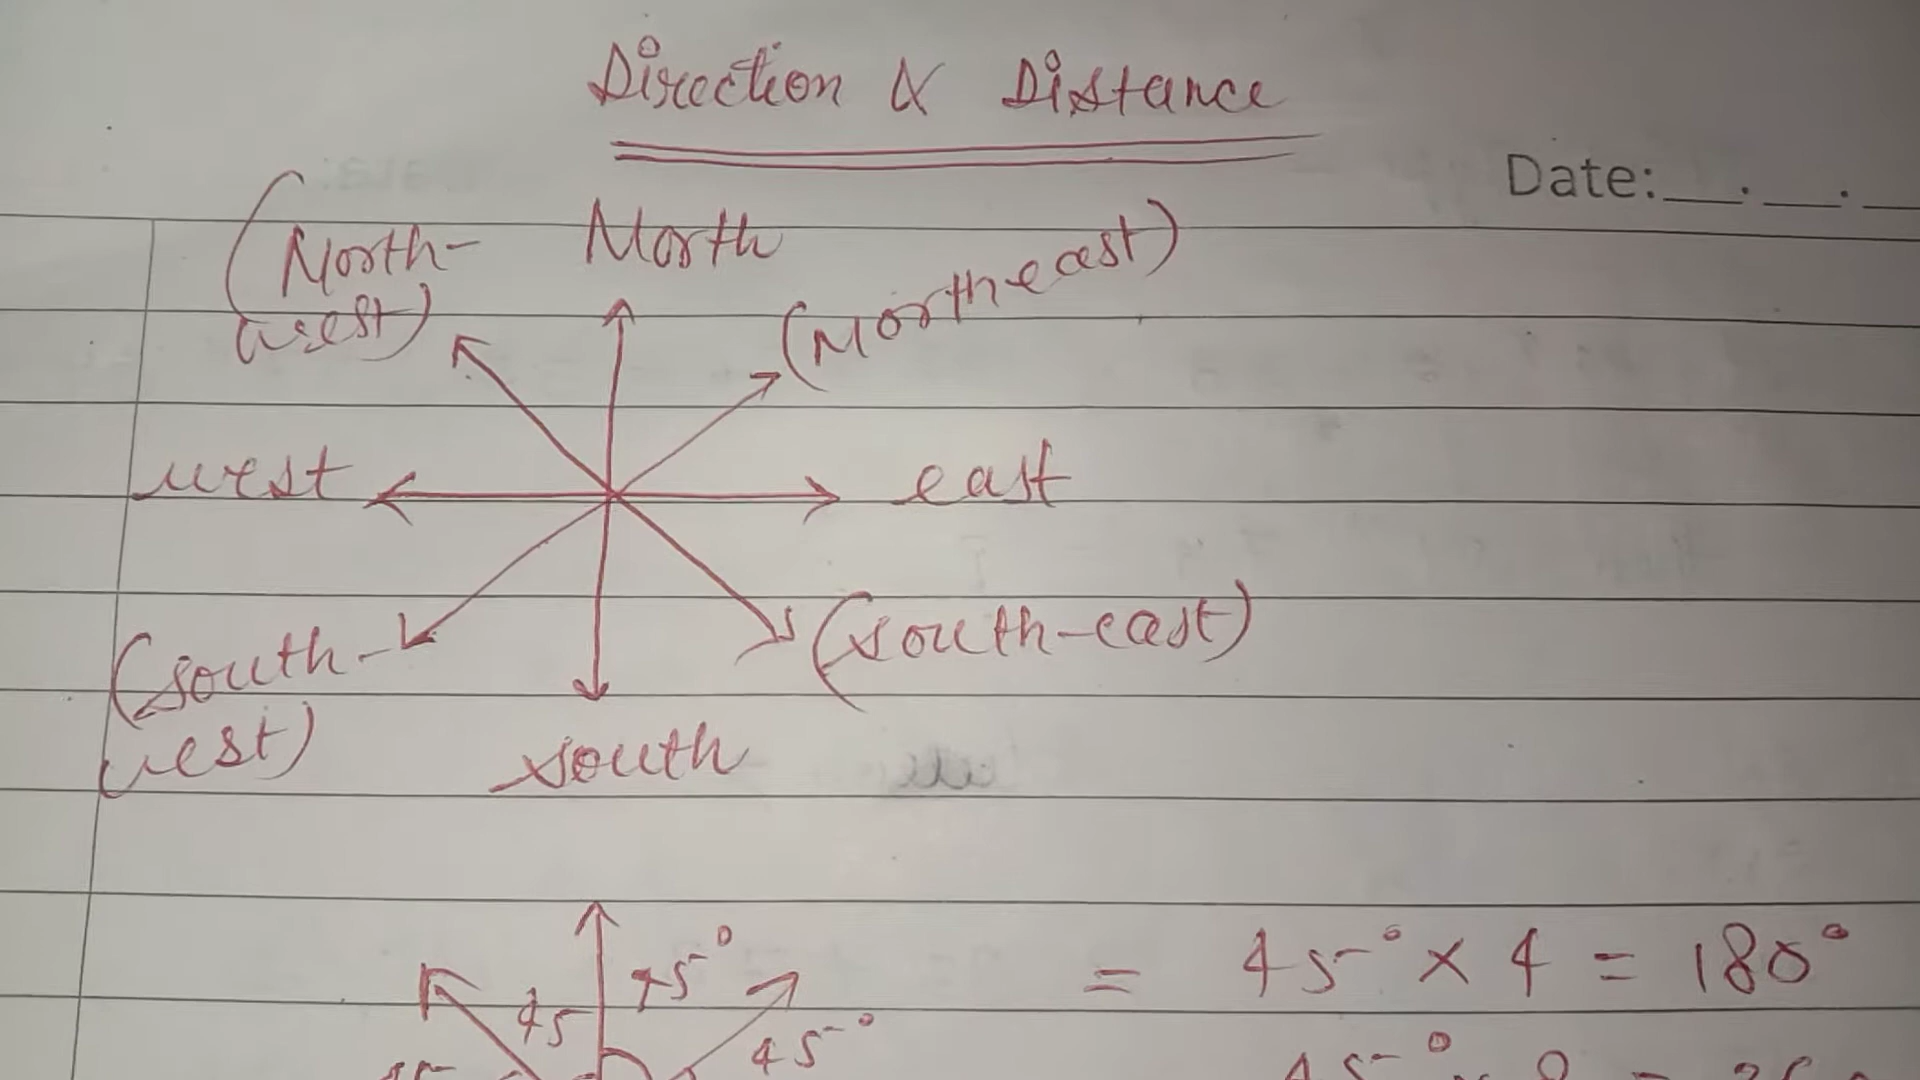 Direction & Distance
Date:
(North-
west)
North
(Northeast)
west
east
(south-
west)
south
(south-east)
45°
45
45°
= 45° × 4 = 180°